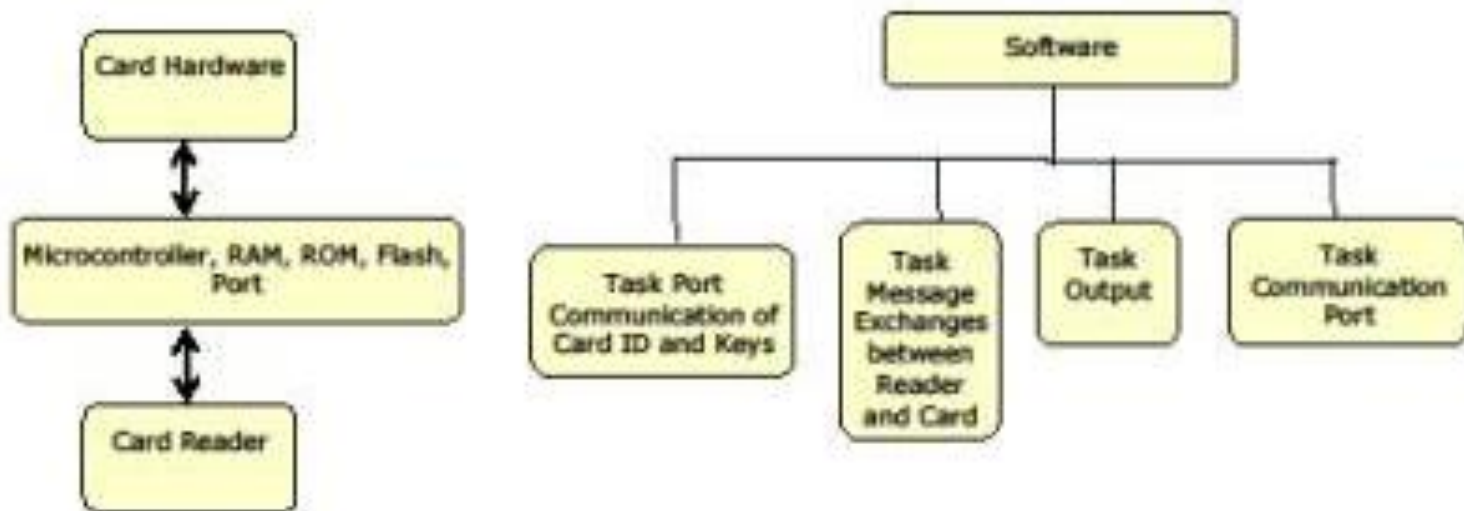 Card Hardware
Microcontroller, RAM, ROM, Flash,
Port
Card Reader
Software
Task Port
Communication of
Card ID and Keys
Task
Message
Exchanges
between
Reader
and Card
Task
Output
Task
Communication
Port